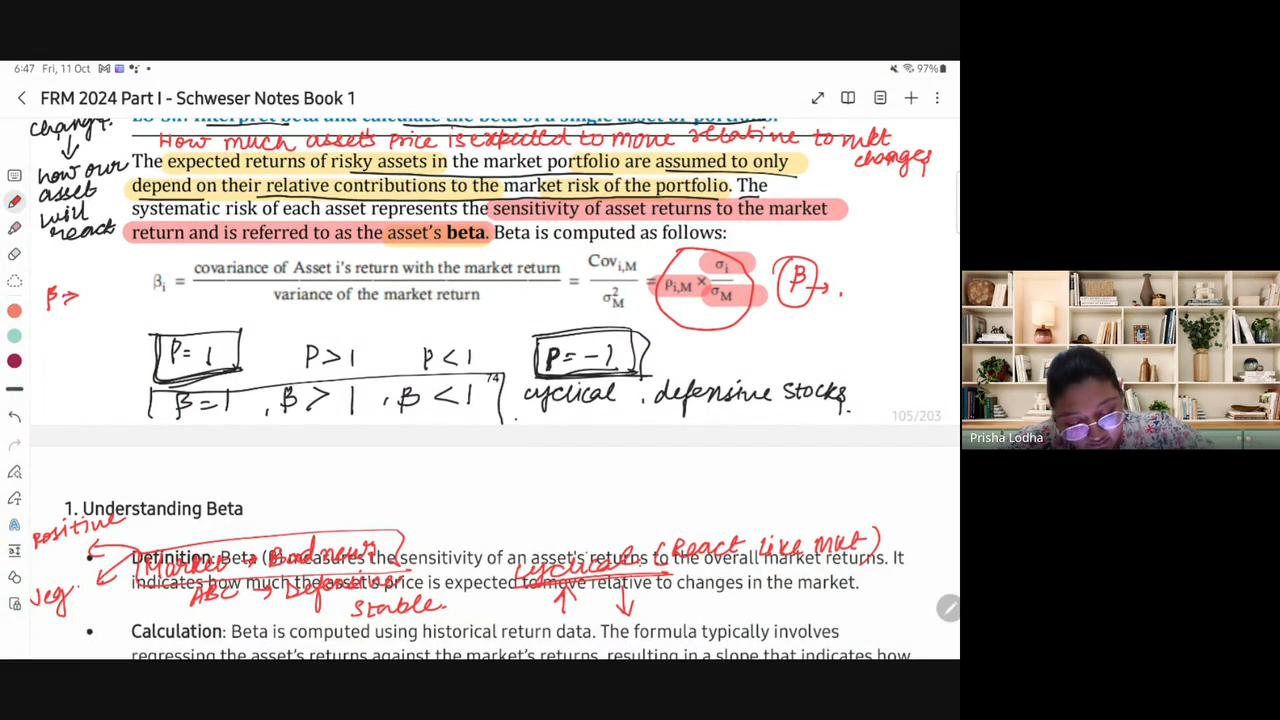 6:47 Fri, 11 Oct
97%
FRM 2024 Part I - Schweser Notes Book 1
change.
How much assets price is expected to move relative to mkt changes
how our
asset
will
react
The expected returns of risky assets in the market portfolio are assumed to only
depend on their relative contributions to the market risk of the portfolio. The
systematic risk of each asset represents the sensitivity of asset returns to the market
return and is referred to as the asset's beta. Beta is computed as follows:
βi = covariance of Asset i's return with the market return / variance of the market return = Cov i,M / σ²M = ρi,M × σi / σM
β →
β →
P = 1 P > 1 P < 1 P = -1
74
β = 1, β > 1, β < 1 cyclical, defensive stocks.
105/203
1. Understanding Beta
Positive
• Definition: Beta (β) measures the sensitivity of an asset's returns to the overall market returns. It
indicates how much the asset's price is expected to move relative to changes in the market.
Market → Bad news
cyclical (React like Mkt)
Neg.
ABC → Defensive
Stable.
• Calculation: Beta is computed using historical return data. The formula typically involves
regressing the asset's returns against the market's returns, resulting in a slope that indicates how
Prisha Lodha